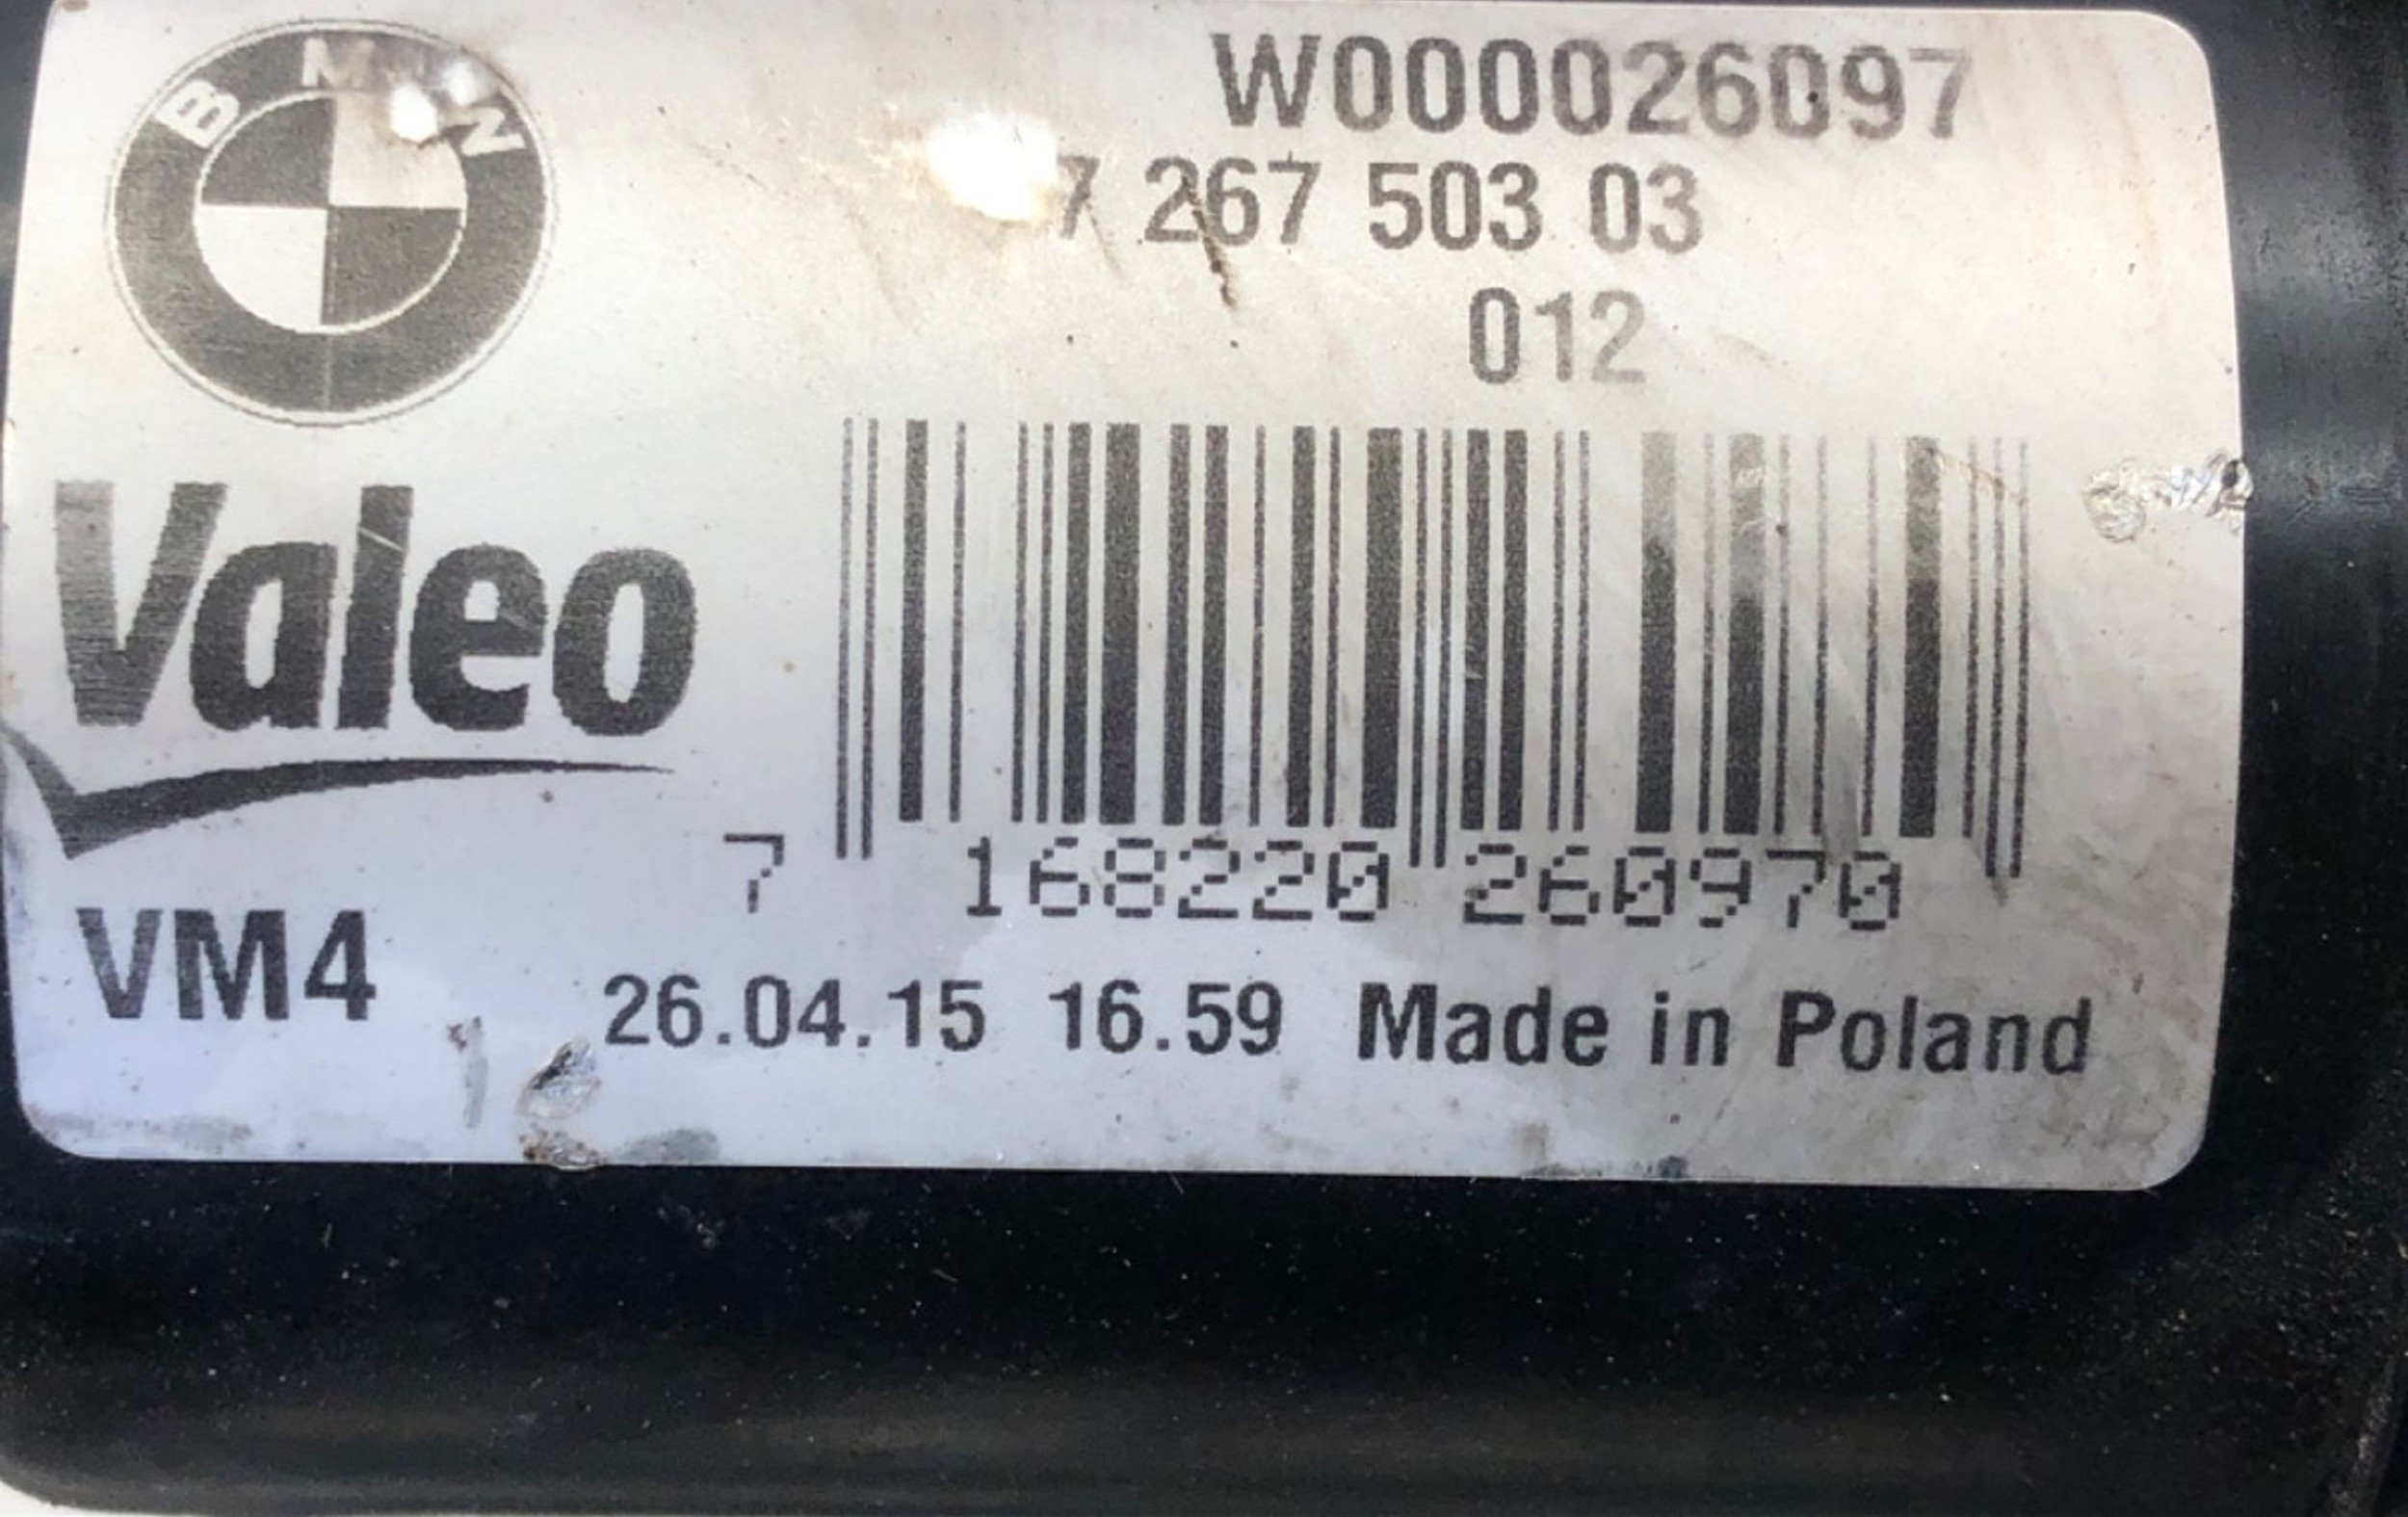 BMW
W000026097
7 267 503 03
012
Valeo
7 168220 260970
VM4
26.04.15 16.59 Made in Poland